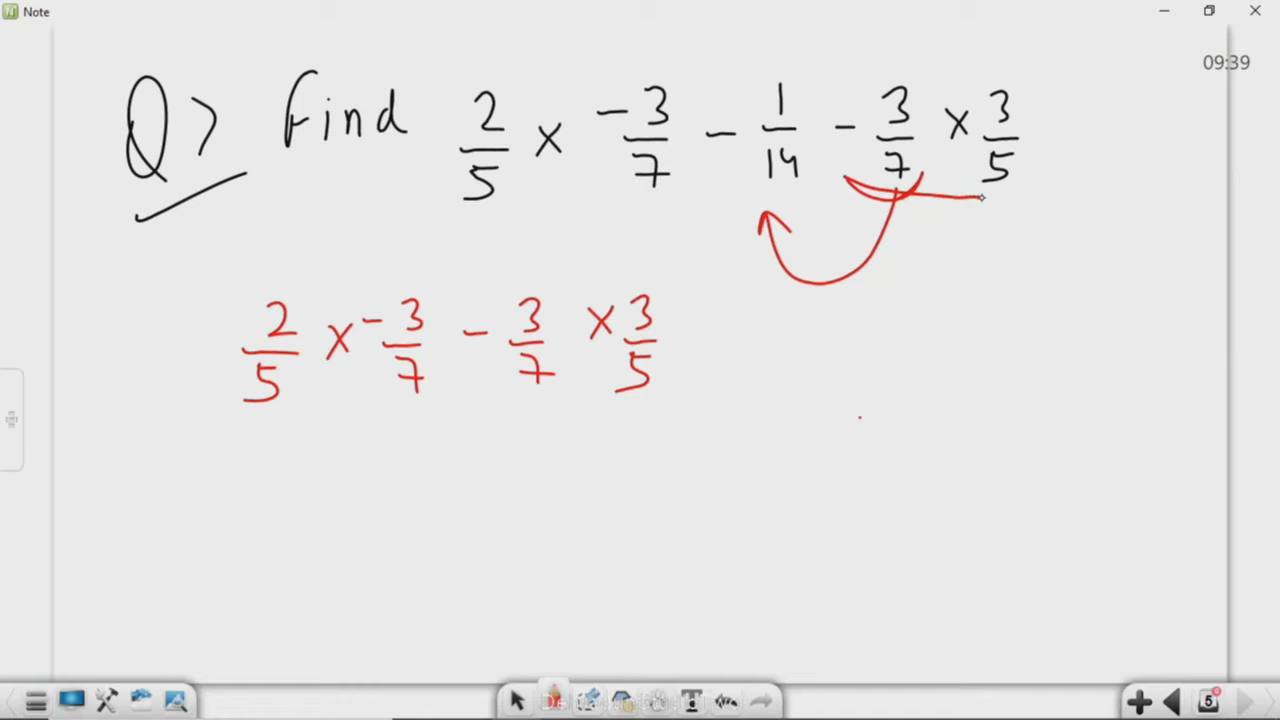 Note
09:39
Q> Find 2/5 × -3/7 - 1/14 - 3/7 × 3/5
2/5 × -3/7 - 3/7 × 3/5
5